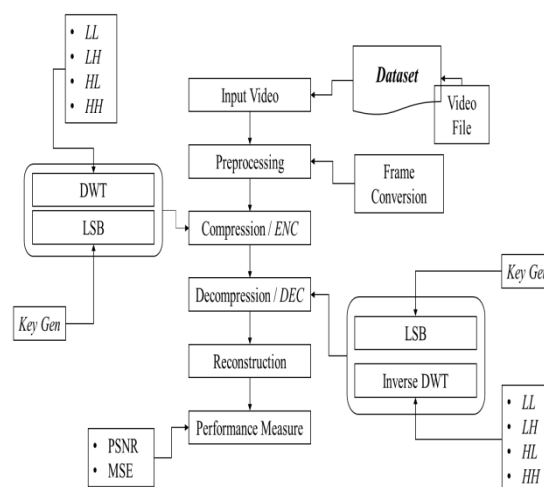 • LL
• LH
• HL
• HH
Dataset
Video
File
Input Video
Preprocessing
Frame
Conversion
DWT
LSB
Compression / ENC
Key Gen
Decompression / DEC
Key Gen
LSB
Inverse DWT
Reconstruction
• LL
• LH
• HL
• HH
Performance Measure
• PSNR
• MSE